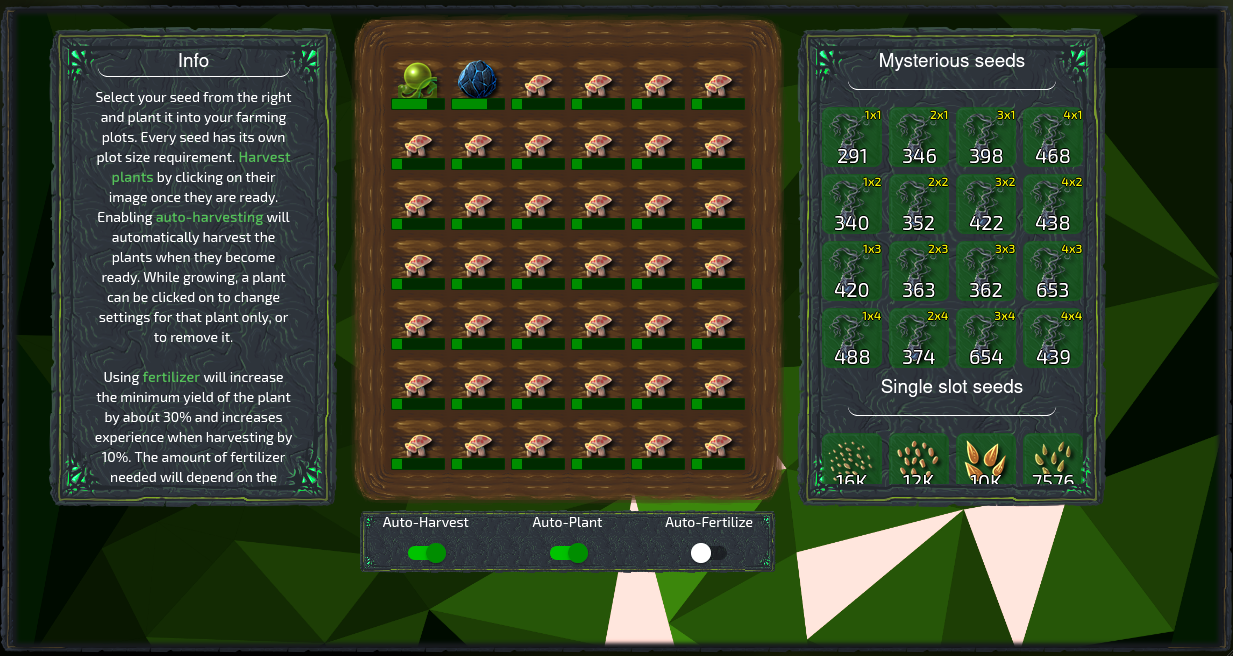 Info
Select your seed from the right
and plant it into your farming
plots. Every seed has its own
plot size requirement. Harvest
plants by clicking on their
image once they are ready.
Enabling auto-harvesting will
automatically harvest the
plants when they become
ready. While growing, a plant
can be clicked on to change
settings for that plant only, or
to remove it.
Using fertilizer will increase
the minimum yield of the plant
by about 30% and increases
experience when harvesting by
10%. The amount of fertilizer
needed will depend on the
Auto-Harvest Auto-Plant Auto-Fertilize
Mysterious seeds
1x1 2x1 3x1 4x1
291 346 398 468
1x2 2x2 3x2 4x2
340 352 422 438
1x3 2x3 3x3 4x3
420 363 362 653
1x4 2x4 3x4 4x4
488 374 654 439
Single slot seeds
16K 12K 10K 7576